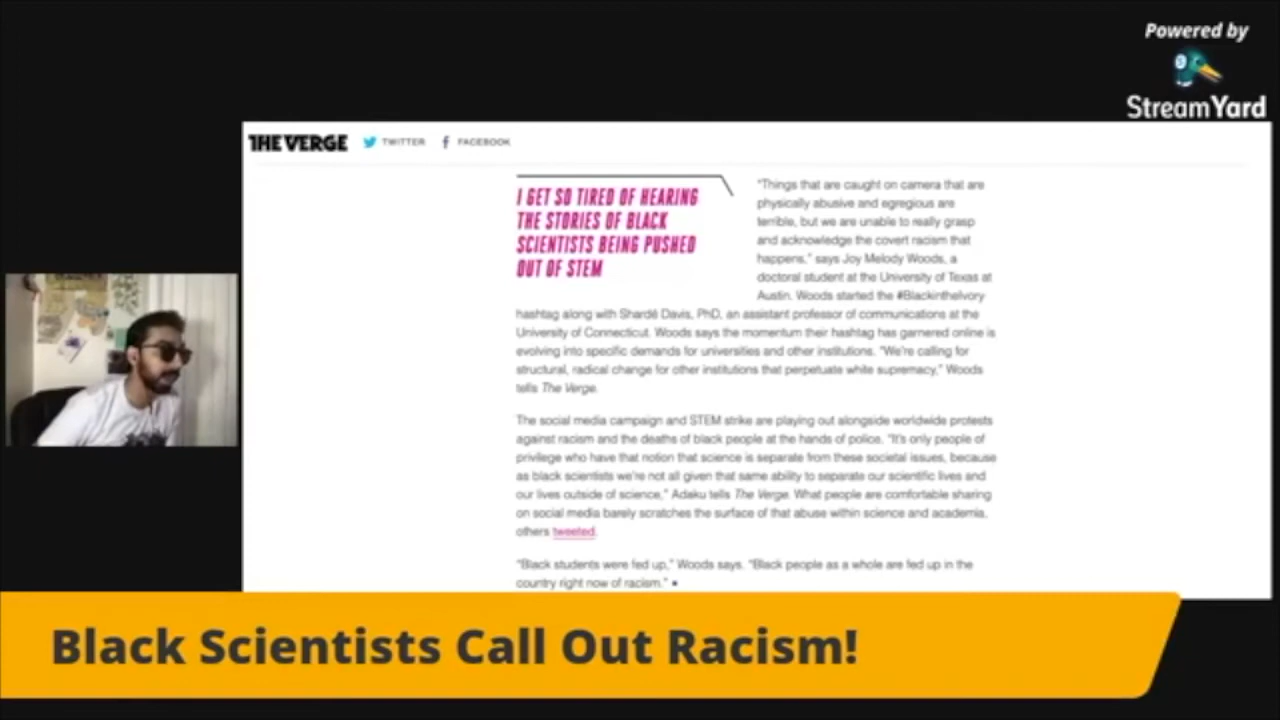 Powered by
StreamYard
THE VERGE TWITTER FACEBOOK
I GET SO TIRED OF HEARING
THE STORIES OF BLACK
SCIENTISTS BEING PUSHED
OUT OF STEM
"Things that are caught on camera that are
physically abusive and egregious are
terrible, but we are unable to really grasp
and acknowledge the covert racism that
happens," says Joy Melody Woods, a
doctoral student at the University of Texas at
Austin. Woods started the #BlackintheIvory
hashtag along with Shardé Davis, PhD, an assistant professor of communications at the
University of Connecticut. Woods says the momentum their hashtag has garnered online is
evolving into specific demands for universities and other institutions. "We're calling for
structural, radical change for other institutions that perpetuate white supremacy," Woods
tells The Verge.
The social media campaign and STEM strike are playing out alongside worldwide protests
against racism and the deaths of black people at the hands of police. "It's only people of
privilege who have that notion that science is separate from these societal issues, because
as black scientists we're not all given that same ability to separate our scientific lives and
our lives outside of science," Adaku tells The Verge. What people are comfortable sharing
on social media barely scratches the surface of that abuse within science and academia,
others tweeted.
"Black students were fed up," Woods says. "Black people as a whole are fed up in the
country right now of racism."
Black Scientists Call Out Racism!